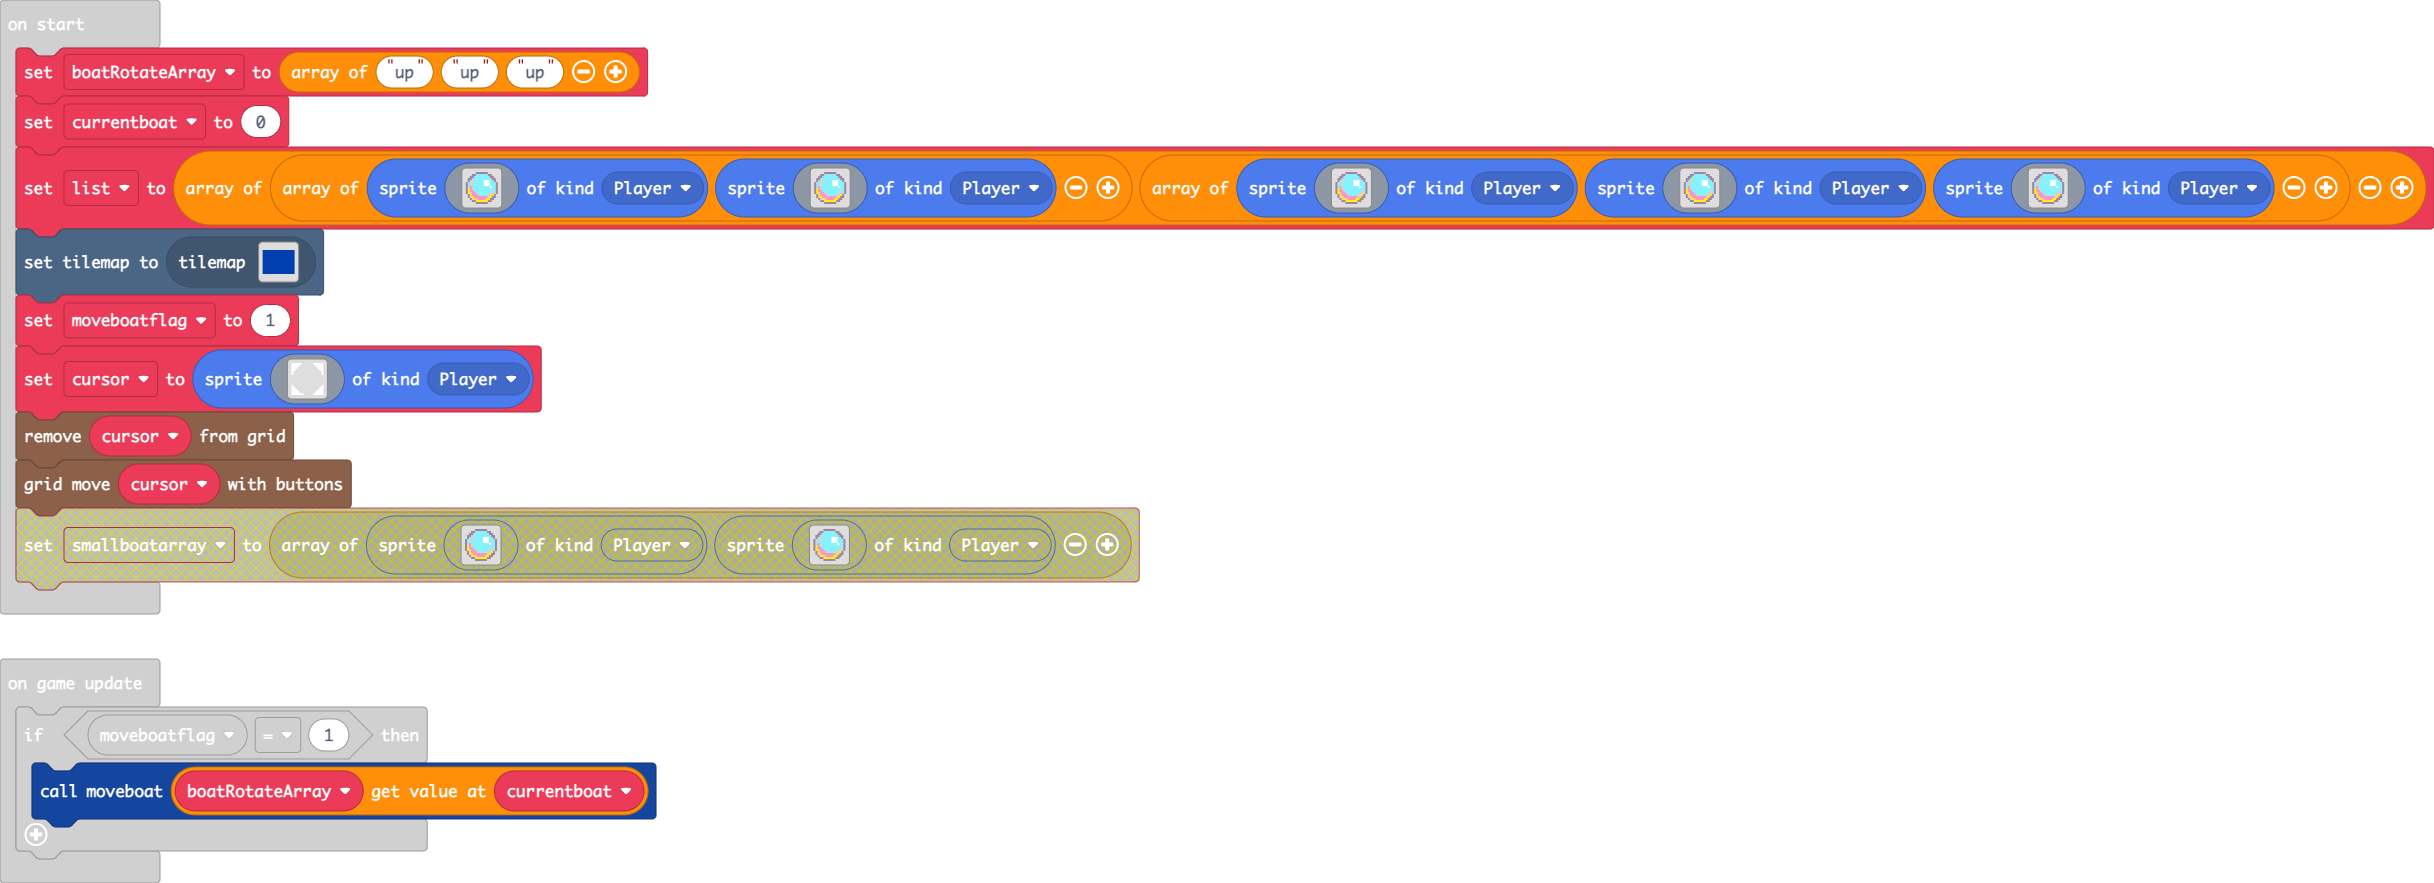 on start
set boatRotateArray to array of "up" "up" "up"
set currentboat to 0
set list to array of array of sprite of kind Player sprite of kind Player array of sprite of kind Player sprite of kind Player sprite of kind Player
set tilemap to tilemap
set moveboatflag to 1
set cursor to sprite of kind Player
remove cursor from grid
grid move cursor with buttons
set smallboatarray to array of sprite of kind Player sprite of kind Player
on game update
if moveboatflag = 1 then
call moveboat boatRotateArray get value at currentboat